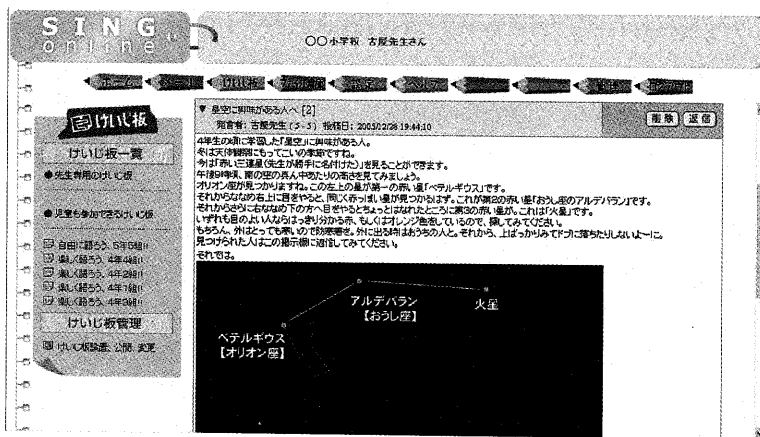 SING
online
○○小学校 古屋先生さん
けいじ板
けいじ板一覧
●先生専用のけいじ板
●児童も参加できるけいじ板
自由に語ろう、5年5組!!
楽しく語ろう、4年4組!!
楽しく語ろう、4年2組!!
楽しく語ろう、4年1組!!
楽しく語ろう、4年3組!!
けいじ板管理
けいじ板設置、公開、変更
▼ 星空に興味がある人へ [2]
発言者: 古屋先生 (5-5) 投稿日: 2005/02/28 19:44:10
削除 返信
4年生の頃に学習した「星空」に興味がある人。
冬は天体観測にもってこいの季節ですね。
今は「赤い三連星(先生が勝手に名付けた)」を見ることができます。
午後9時頃、南の空の真ん中あたりの高さを見てみましょう。
オリオン座が見つかりますね。この左上の星が第一の赤い星「ベテルギウス」です。
それからななめ右上に目をやると、同じく赤っぽい星が見つかるはず。これが第2の赤い星「おうし座のアルデバラン」です。
それからさらに右ななめ下の方へ目をやるとちょっとはなれたところに第3の赤い星が。これは「火星」です。
いずれも目のよい人ならはっきり分かる赤、もしくはオレンジ色をしているので、探してみてください。
もちろん、外はとっても寒いので防寒着を。外に出る時はおうちの人と。それから、上ばっかりみてドブに落ちたりしないよーに。
見つけられた人はこの掲示板に返信してみてください。
それでは。
アルデバラン
【おうし座】
火星
ベテルギウス
【オリオン座】